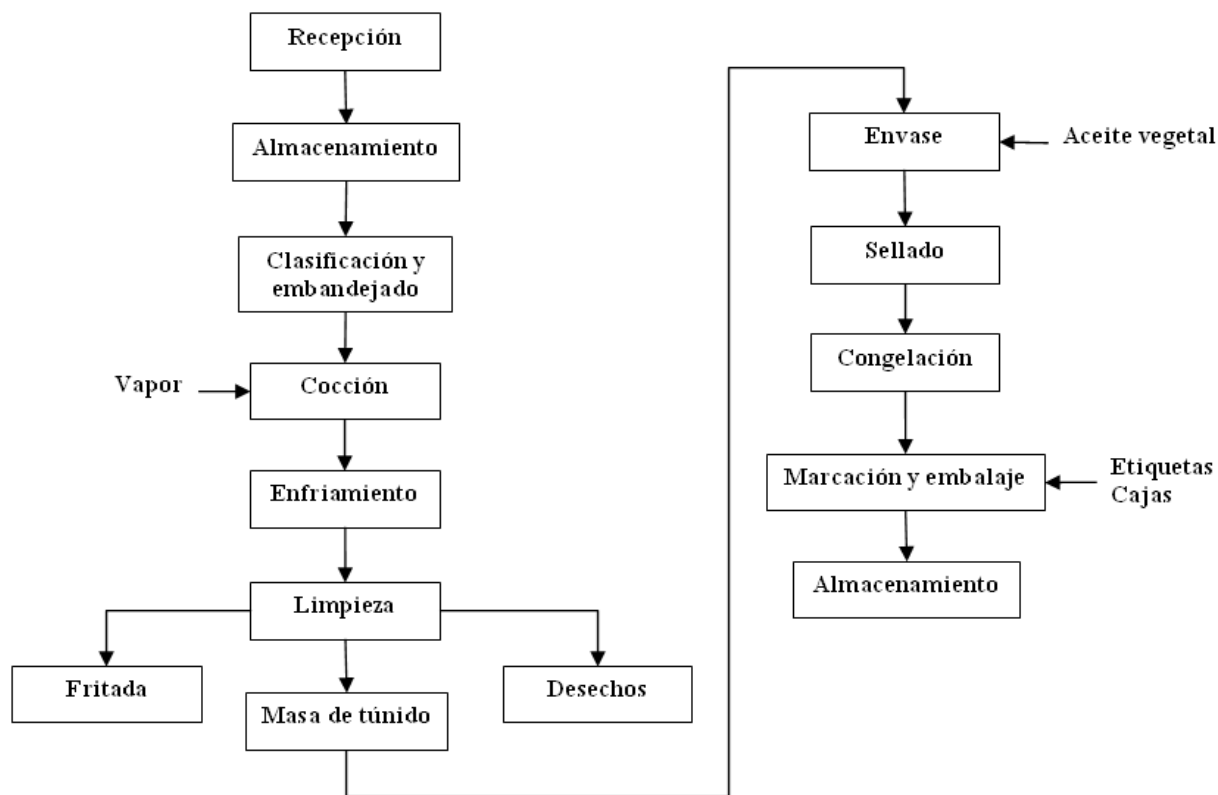 Recepción
Almacenamiento
Clasificación y
embandejado
Vapor
Cocción
Enfriamiento
Limpieza
Fritada
Desechos
Masa de túnido
Envase
Aceite vegetal
Sellado
Congelación
Marcación y embalaje
Etiquetas
Cajas
Almacenamiento